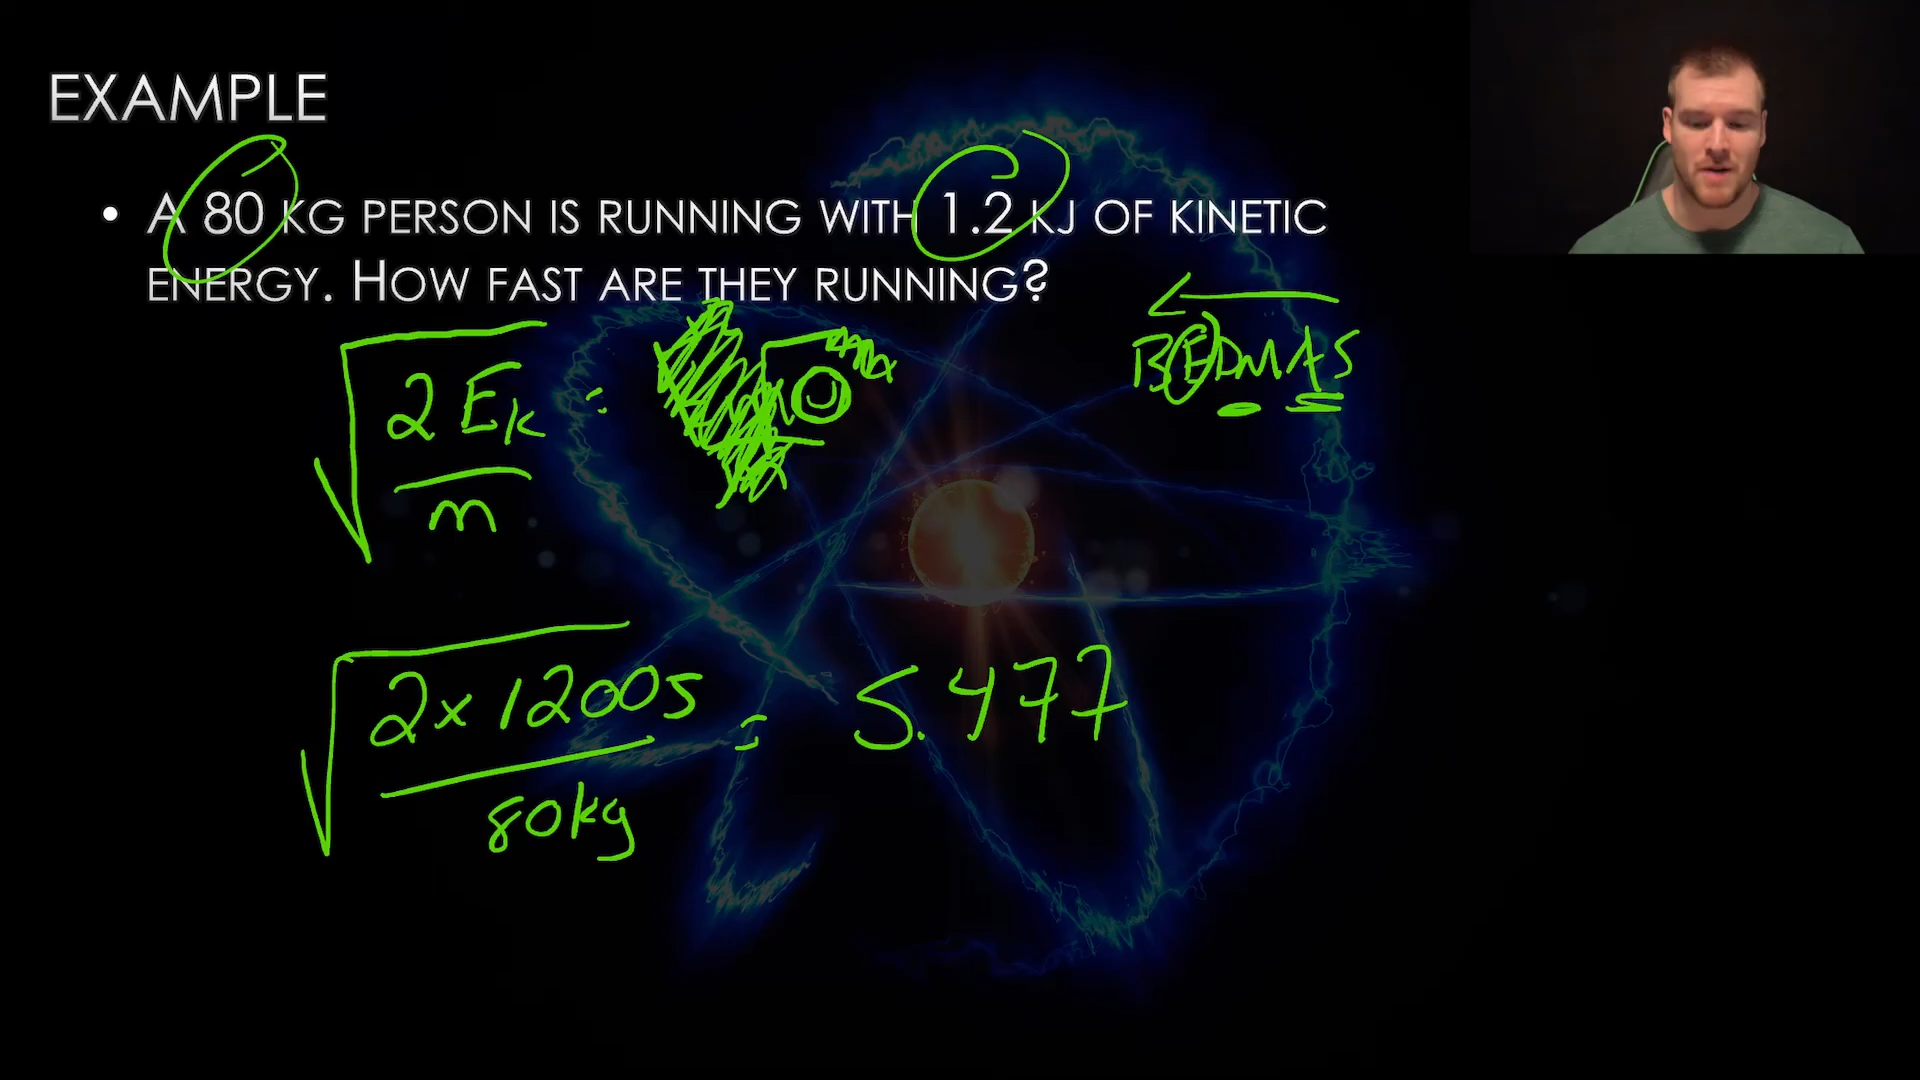 EXAMPLE
• A 80 KG PERSON IS RUNNING WITH 1.2 KJ OF KINETIC
ENERGY. HOW FAST ARE THEY RUNNING?
BEDMAS
√(2 Ek / m) =
√(2 x 1200J / 80kg) = 5.477